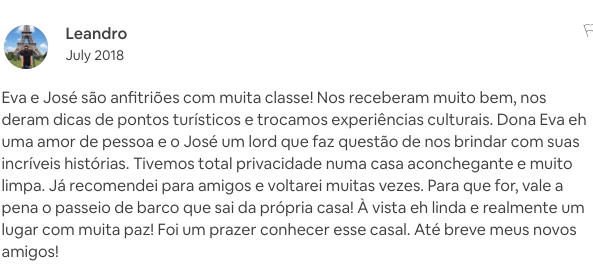 Leandro
July 2018
Eva e José são anfitriões com muita classe! Nos receberam muito bem, nos
deram dicas de pontos turísticos e trocamos experiências culturais. Dona Eva eh
uma amor de pessoa e o José um lord que faz questão de nos brindar com suas
incríveis histórias. Tivemos total privacidade numa casa aconchegante e muito
limpa. Já recomendei para amigos e voltarei muitas vezes. Para que for, vale a
pena o passeio de barco que sai da própria casa! À vista eh linda e realmente um
lugar com muita paz! Foi um prazer conhecer esse casal. Até breve meus novos
amigos!